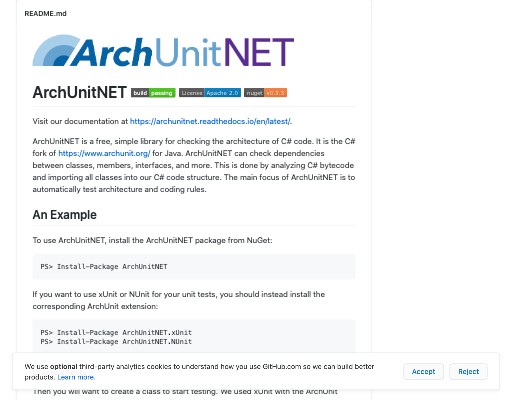 README.md
ArchUnitNET
ArchUnitNET build passing License Apache 2.0 nuget v0.3.3
Visit our documentation at https://archunitnet.readthedocs.io/en/latest/.
ArchUnitNET is a free, simple library for checking the architecture of C# code. It is the C#
fork of https://www.archunit.org/ for Java. ArchUnitNET can check dependencies
between classes, members, interfaces, and more. This is done by analyzing C# bytecode
and importing all classes into our C# code structure. The main focus of ArchUnitNET is to
automatically test architecture and coding rules.
An Example
To use ArchUnitNET, install the ArchUnitNET package from NuGet:
PS> Install-Package ArchUnitNET
If you want to use xUnit or NUnit for your unit tests, you should instead install the
corresponding ArchUnit extension:
PS> Install-Package ArchUnitNET.xUnit
PS> Install-Package ArchUnitNET.NUnit
We use optional third-party analytics cookies to understand how you use GitHub.com so we can build better
products. Learn more.
Accept
Reject
Then you will want to create a class to start testing. We used xUnit with the ArchUnit